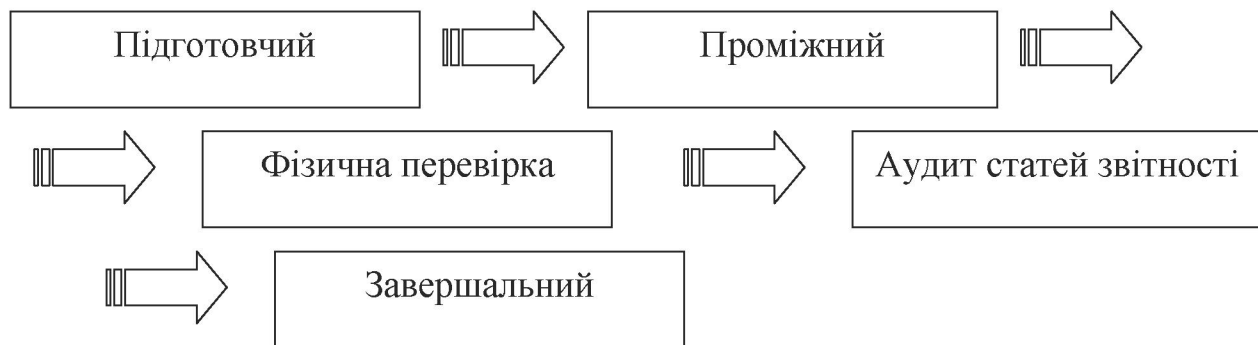 Підготовчий
Проміжний
Фізична перевірка
Аудит статей звітності
Завершальний